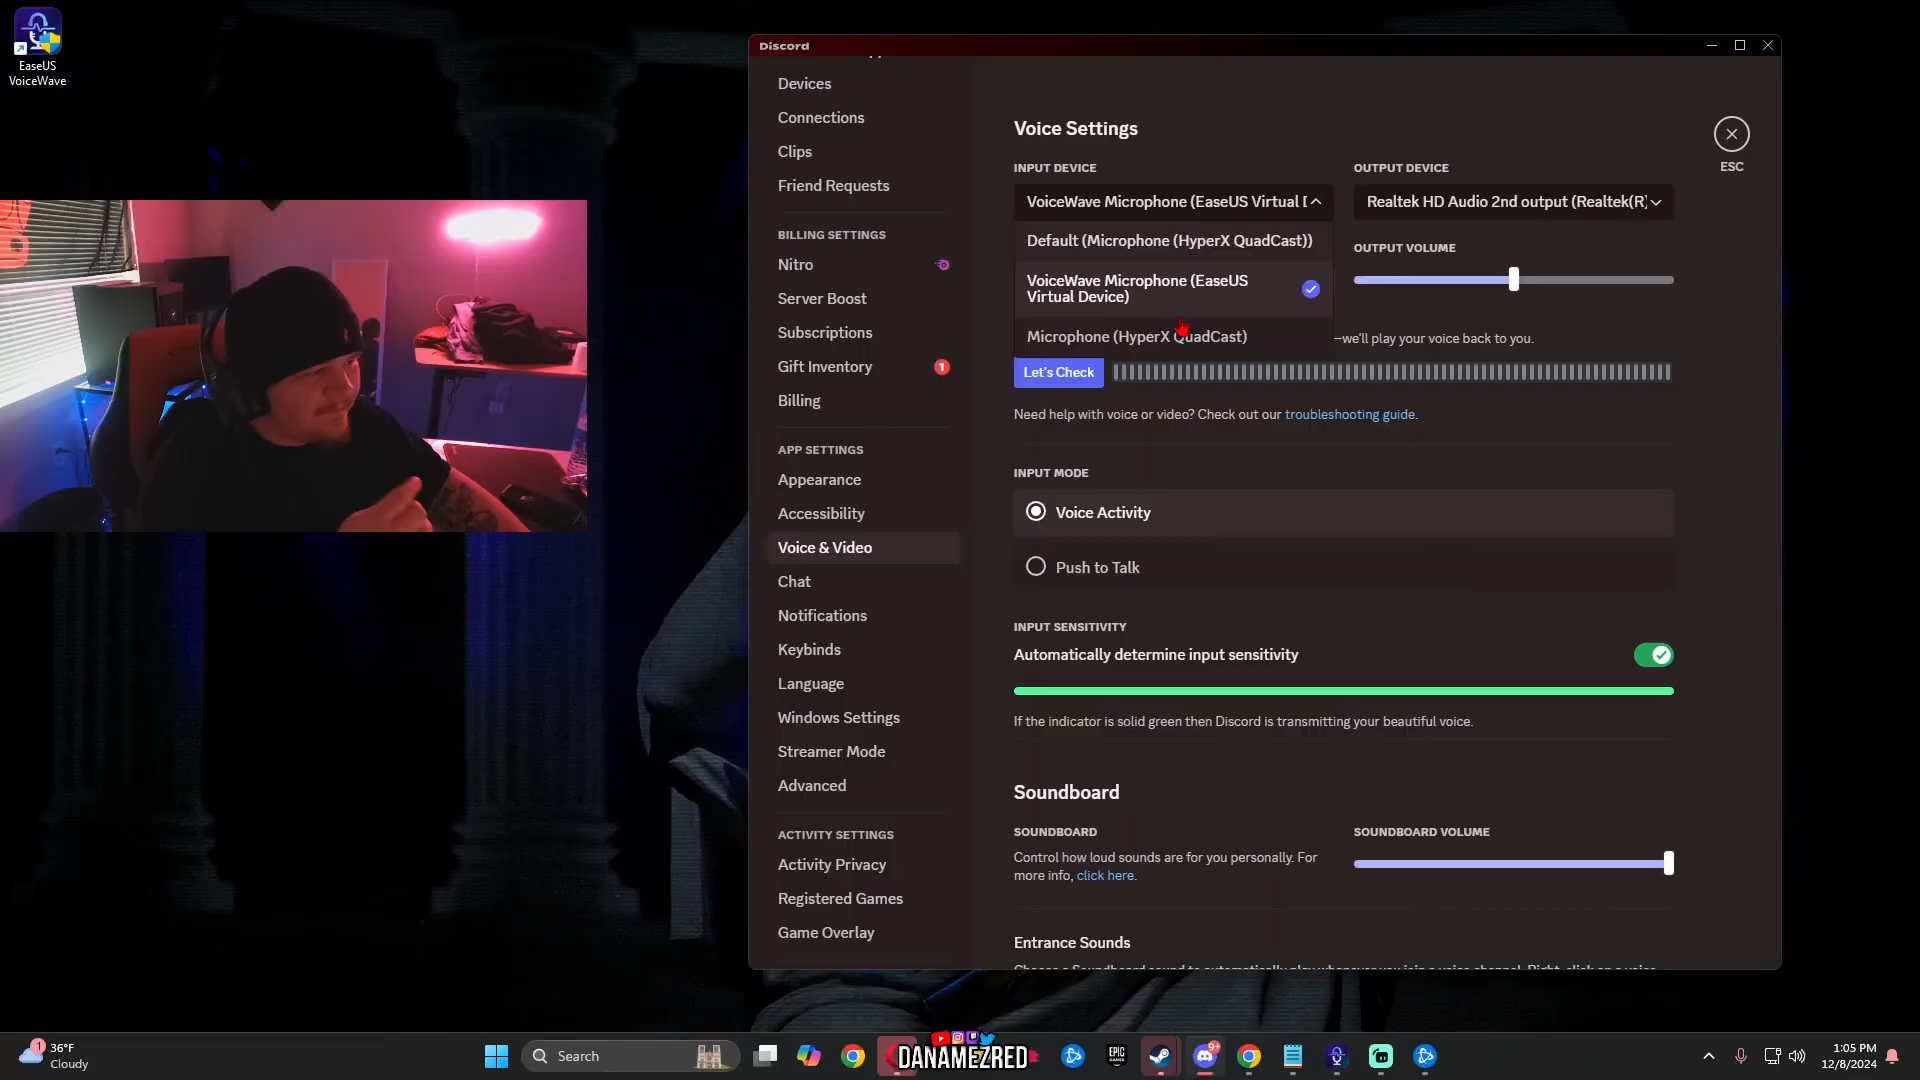 EaseUS
VoiceWave
Discord
Devices
Connections
Clips
Friend Requests
BILLING SETTINGS
Nitro
Server Boost
Subscriptions
Gift Inventory
1
Billing
APP SETTINGS
Appearance
Accessibility
Voice & Video
Chat
Notifications
Keybinds
Language
Windows Settings
Streamer Mode
Advanced
ACTIVITY SETTINGS
Activity Privacy
Registered Games
Game Overlay
Voice Settings
ESC
INPUT DEVICE
VoiceWave Microphone (EaseUS Virtual
Default (Microphone (HyperX QuadCast))
VoiceWave Microphone (EaseUS
Virtual Device)
Microphone (HyperX QuadCast)
OUTPUT DEVICE
Realtek HD Audio 2nd output (Realtek(R)
OUTPUT VOLUME
—we'll play your voice back to you.
Let's Check
Need help with voice or video? Check out our troubleshooting guide.
INPUT MODE
Voice Activity
Push to Talk
INPUT SENSITIVITY
Automatically determine input sensitivity
If the indicator is solid green then Discord is transmitting your beautiful voice.
Soundboard
SOUNDBOARD
Control how loud sounds are for you personally. For
more info, click here.
SOUNDBOARD VOLUME
Entrance Sounds
1
36°F
Cloudy
Search
DANAMEZRED
EPIC
GAMES
9+
1:05 PM
12/8/2024